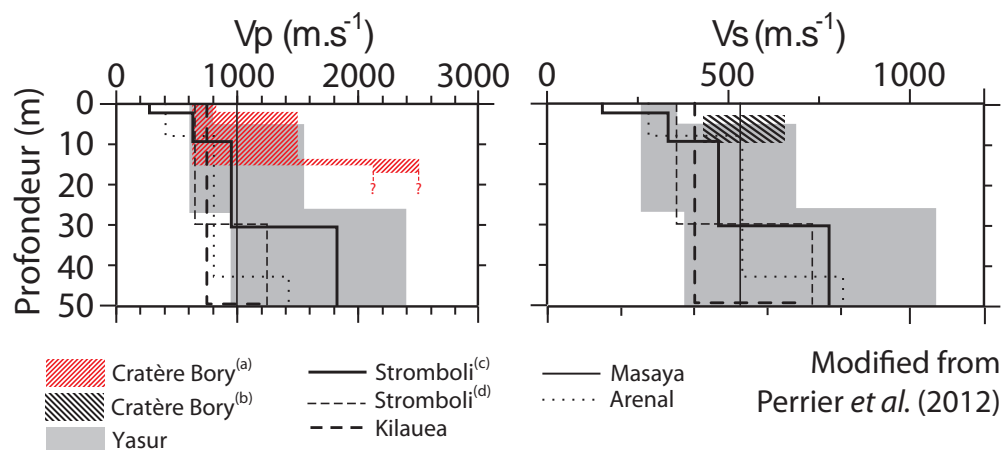 Vp (m.s⁻¹)
Vs (m.s⁻¹)
0 1000 2000 3000
0 500 1000
Profondeur (m)
0
10
20
30
40
50
? ?
Cratère Bory(a)
Cratère Bory(b)
Yasur
Stromboli(c)
Stromboli(d)
Kilauea
Masaya
Arenal
Modified from
Perrier et al. (2012)